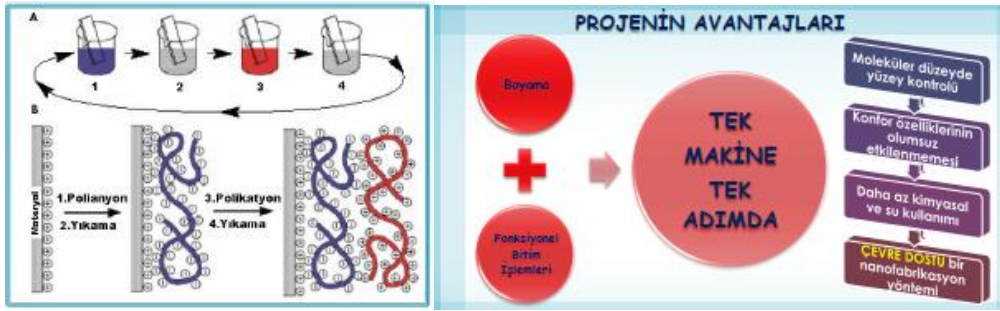 A
1
2
3
4
B
Materyal
1.Polianyon
2.Yıkama
3.Polikatyon
4.Yıkama
PROJENİN AVANTAJLARI
Boyama
Fonksiyonel
Bitim
İşlemleri
TEK
MAKİNE
TEK
ADIMDA
Moleküler düzeyde
yüzey kontrolü
Konfor özelliklerinin
olumsuz
etkilenmemesi
Daha az kimyasal
ve su kullanımı
ÇEVRE DOSTU bir
nanofabrikasyon
yöntemi